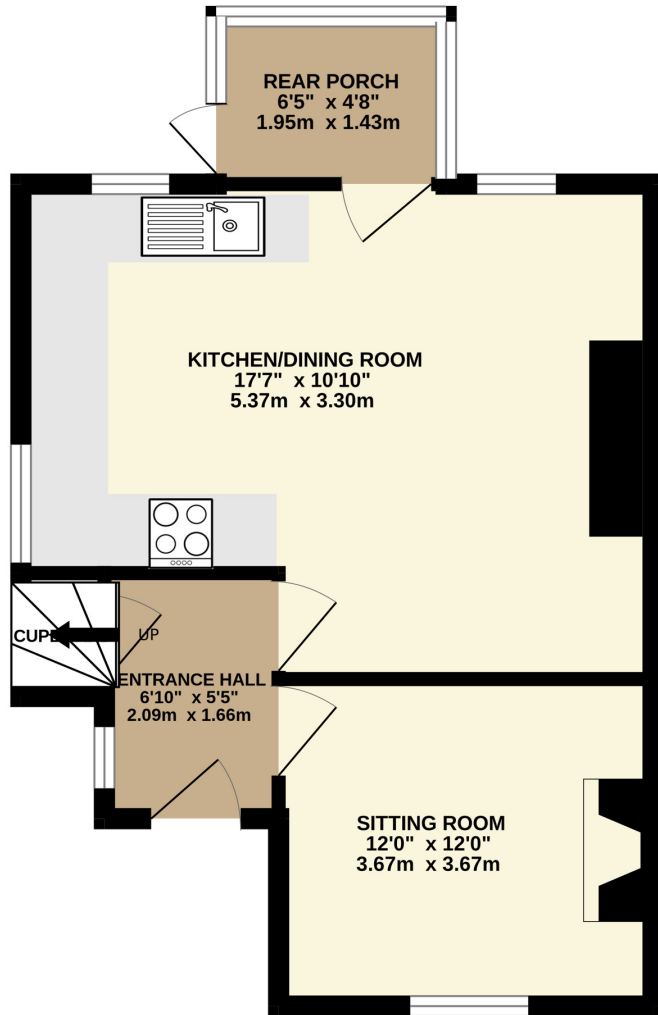 REAR PORCH
6'5" x 4'8"
1.95m x 1.43m
KITCHEN/DINING ROOM
17'7" x 10'10"
5.37m x 3.30m
UP
ENTRANCE HALL
6'10" x 5'5"
2.09m x 1.66m
SITTING ROOM
12'0" x 12'0"
3.67m x 3.67m